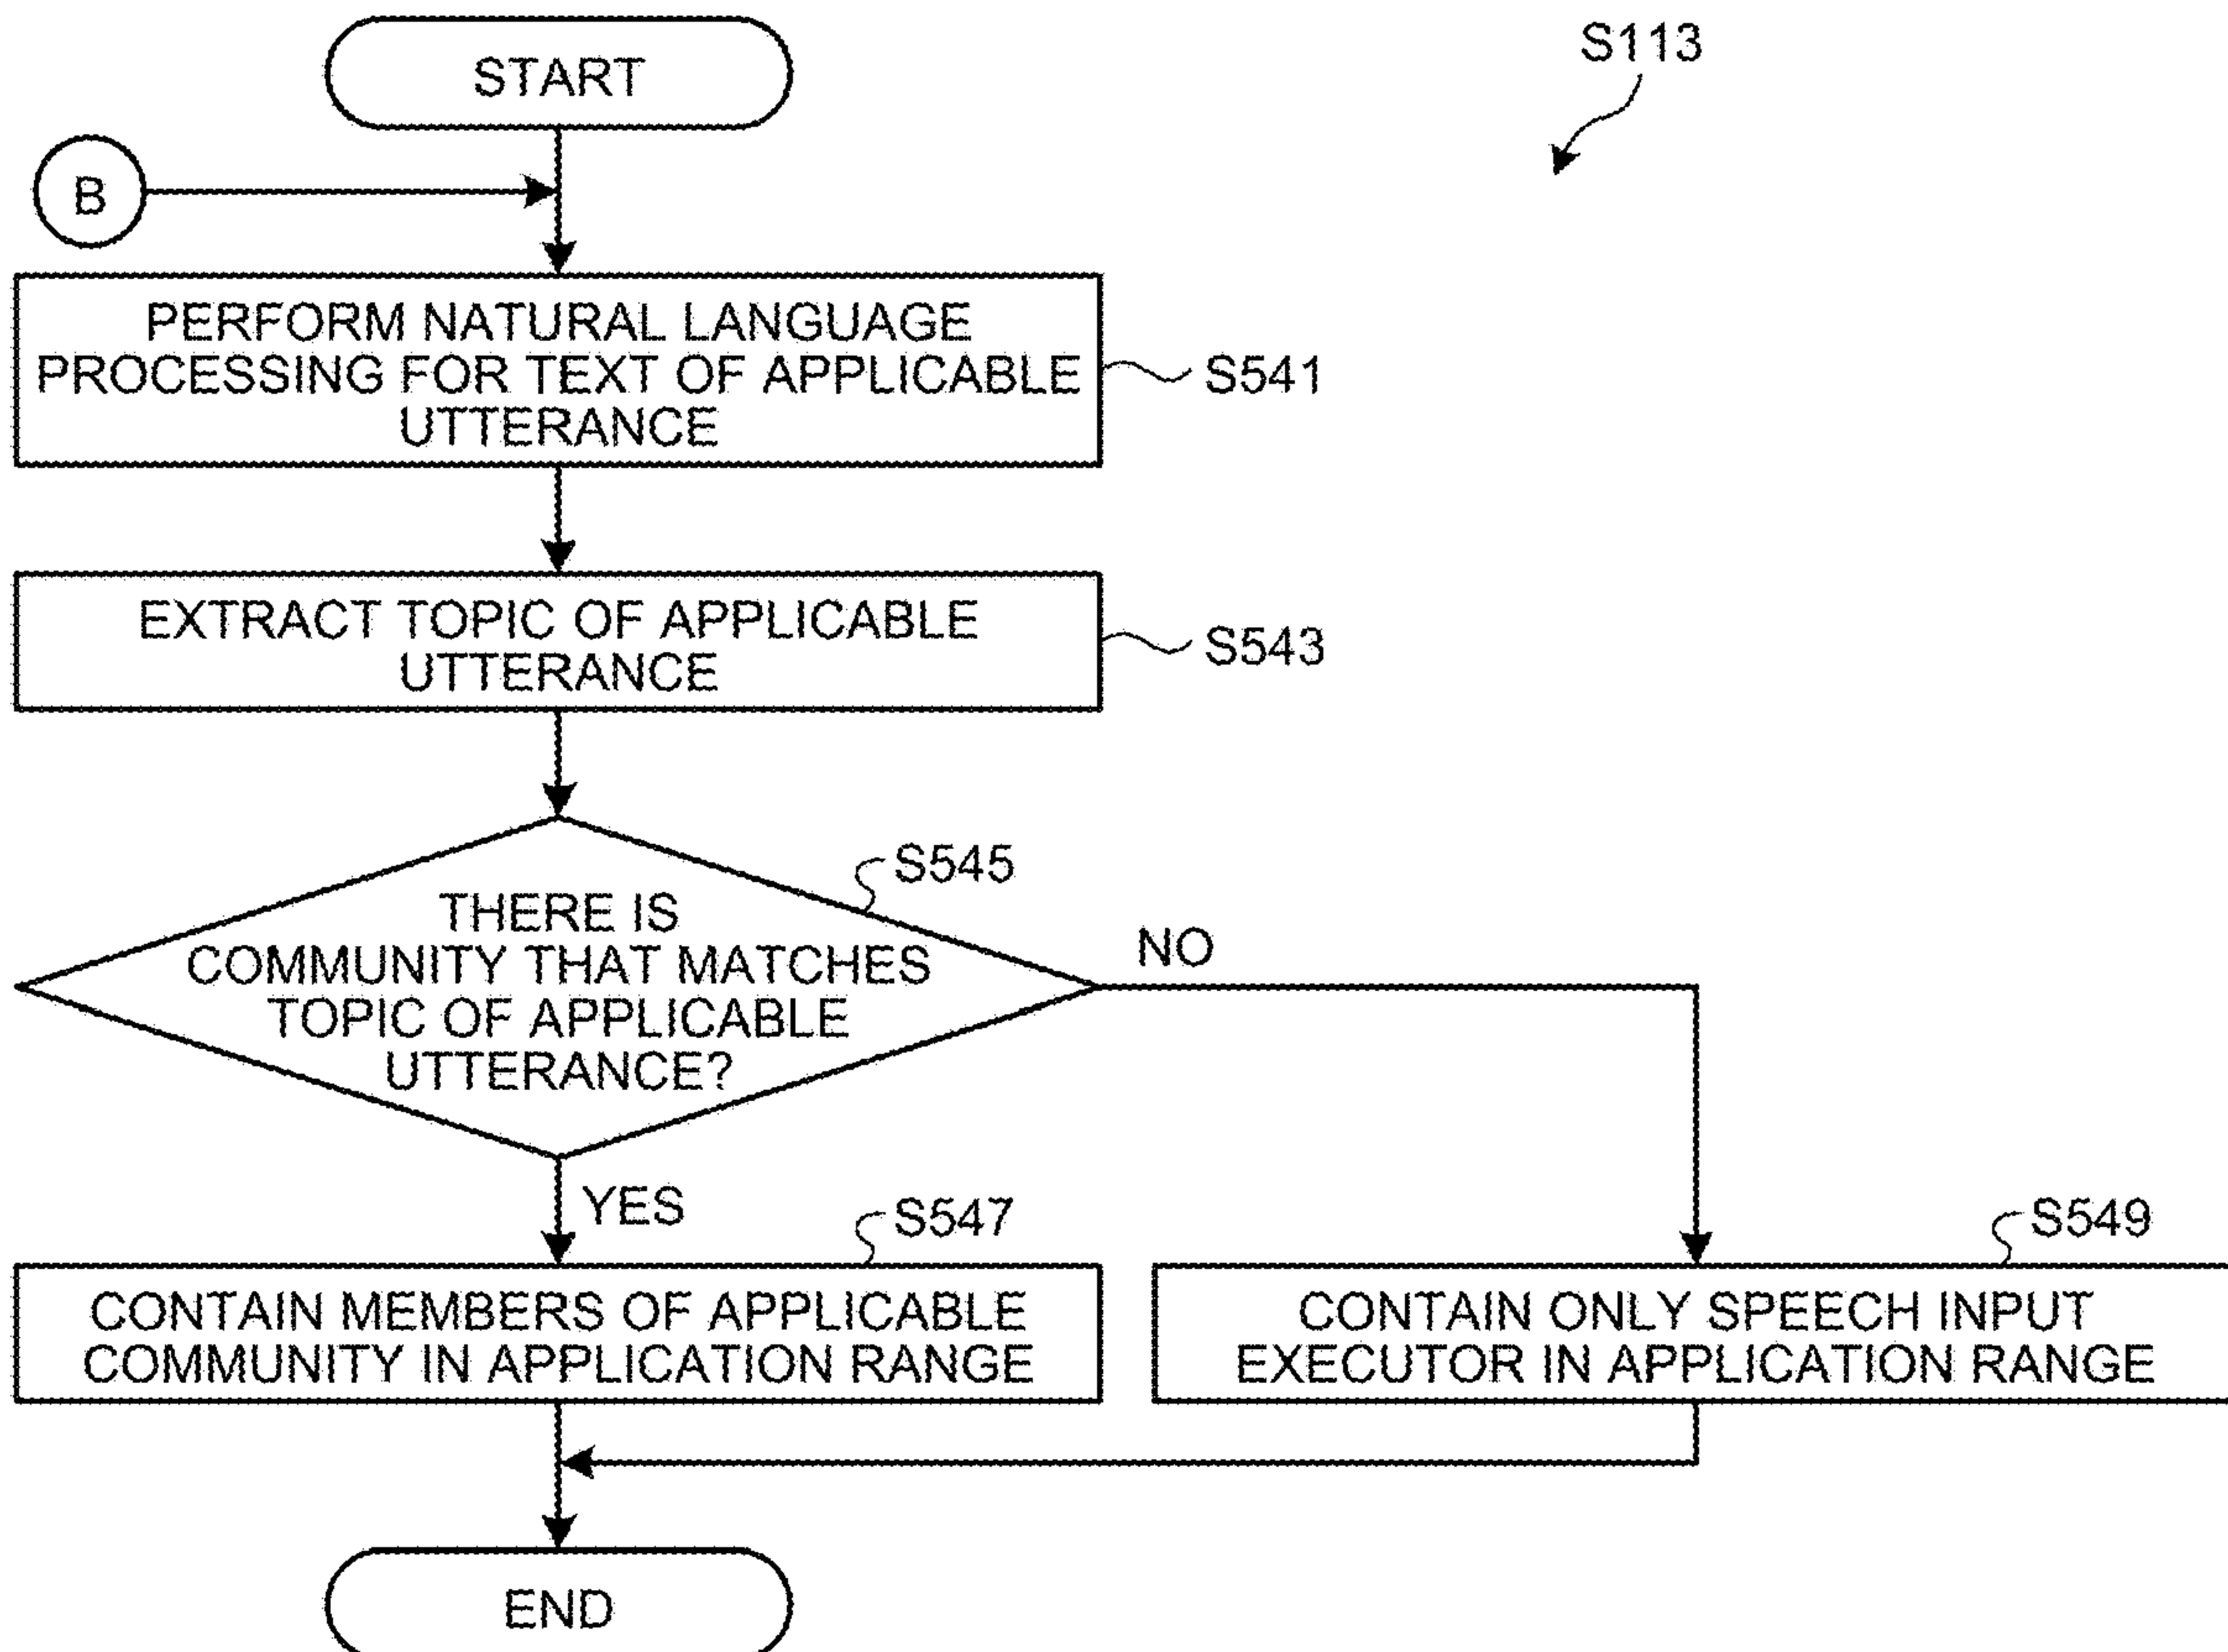 START
S113
B
PERFORM NATURAL LANGUAGE
PROCESSING FOR TEXT OF APPLICABLE
UTTERANCE
S541
EXTRACT TOPIC OF APPLICABLE
UTTERANCE
S543
S545
THERE IS
COMMUNITY THAT MATCHES
TOPIC OF APPLICABLE
UTTERANCE?
NO
YES
S547
CONTAIN MEMBERS OF APPLICABLE
COMMUNITY IN APPLICATION RANGE
S549
CONTAIN ONLY SPEECH INPUT
EXECUTOR IN APPLICATION RANGE
END